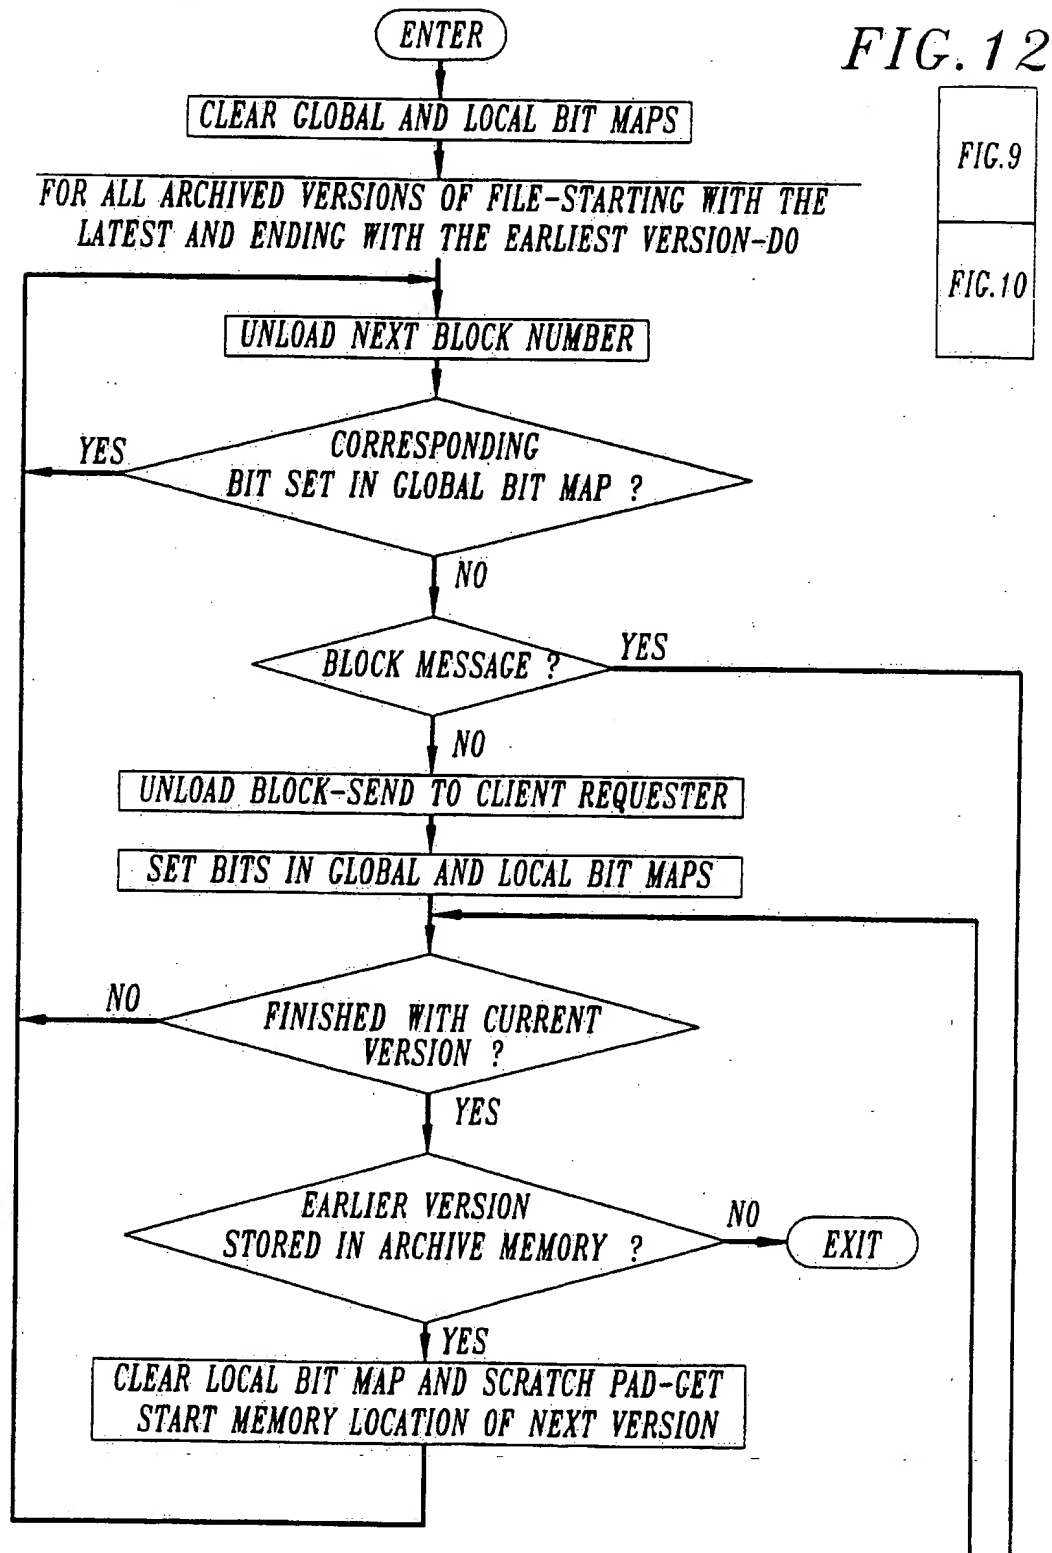 ENTER
FIG. 12
CLEAR GLOBAL AND LOCAL BIT MAPS
FIG.9
FOR ALL ARCHIVED VERSIONS OF FILE-STARTING WITH THE
LATEST AND ENDING WITH THE EARLIEST VERSION-DO
FIG.10
UNLOAD NEXT BLOCK NUMBER
YES
CORRESPONDING
BIT SET IN GLOBAL BIT MAP ?
NO
BLOCK MESSAGE ?
YES
NO
UNLOAD BLOCK-SEND TO CLIENT REQUESTER
SET BITS IN GLOBAL AND LOCAL BIT MAPS
NO
FINISHED WITH CURRENT
VERSION ?
YES
EARLIER VERSION
STORED IN ARCHIVE MEMORY ?
NO
EXIT
YES
CLEAR LOCAL BIT MAP AND SCRATCH PAD-GET
START MEMORY LOCATION OF NEXT VERSION